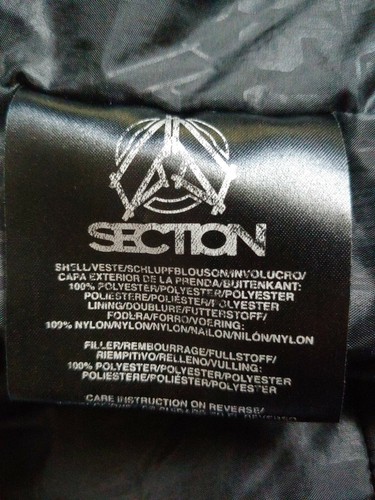 SECTION
SHELL/VESTE/SCHLUPFBLOUSON/INVOLUCRO/
CAPA EXTERIOR DE LA PRENDA/BUITENKANT:
100% POLYESTER/POLYESTER/POLYESTER
POLIESTERE/POLIÉSTER/POLYESTER
LINING/DOUBLURE/FUTTERSTOFF/
FODERA/FORRO/VOERING:
100% NYLON/NYLON/NYLON/NAILON/NILÓN/NYLON
FILLER/REMBOURRAGE/FULLSTOFF/
RIEMPITIVO/RELLENO/VULLING:
100% POLYESTER/POLYESTER/POLYESTER
POLIESTERE/POLIÉSTER/POLYESTER
CARE INSTRUCTION ON REVERSE/